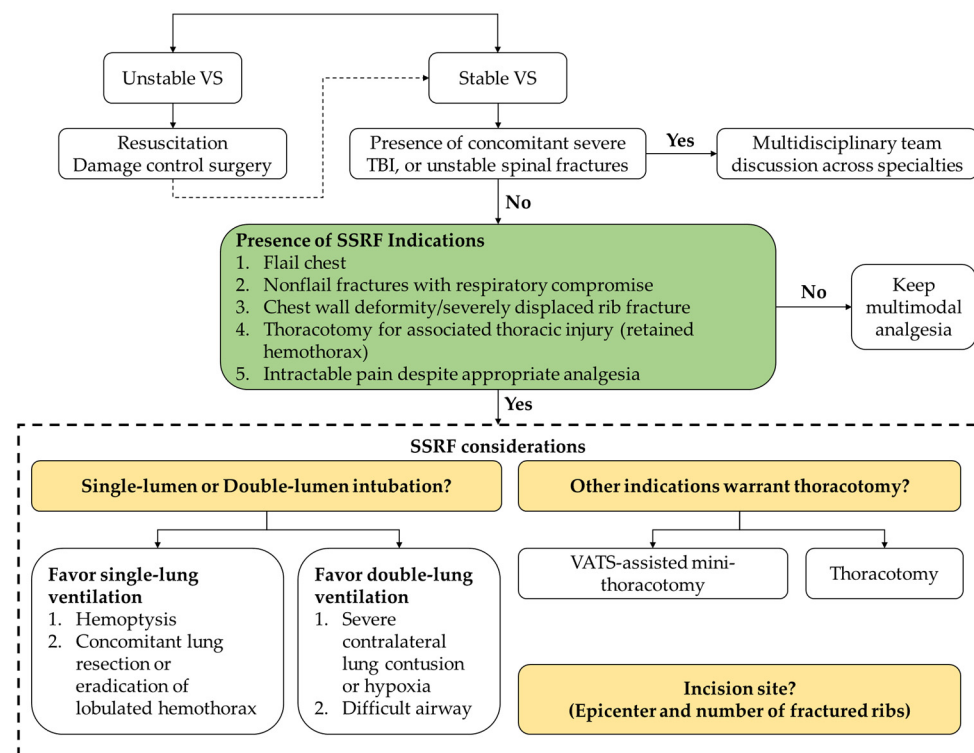 Unstable VS
Stable VS
Resuscitation
Damage control surgery
Presence of concomitant severe
TBI, or unstable spinal fractures
Yes
Multidisciplinary team
discussion across specialties
No
Presence of SSRF Indications
1. Flail chest
2. Nonflail fractures with respiratory compromise
3. Chest wall deformity/severely displaced rib fracture
4. Thoracotomy for associated thoracic injury (retained
hemothorax)
5. Intractable pain despite appropriate analgesia
No
Keep
multimodal
analgesia
Yes
SSRF considerations
Single-lumen or Double-lumen intubation?
Favor single-lung
ventilation
1. Hemoptysis
2. Concomitant lung
resection or
eradication of
lobulated hemothorax
Favor double-lung
ventilation
1. Severe
contralateral
lung contusion
or hypoxia
2. Difficult airway
Other indications warrant thoracotomy?
VATS-assisted mini-
thoracotomy
Thoracotomy
Incision site?
(Epicenter and number of fractured ribs)